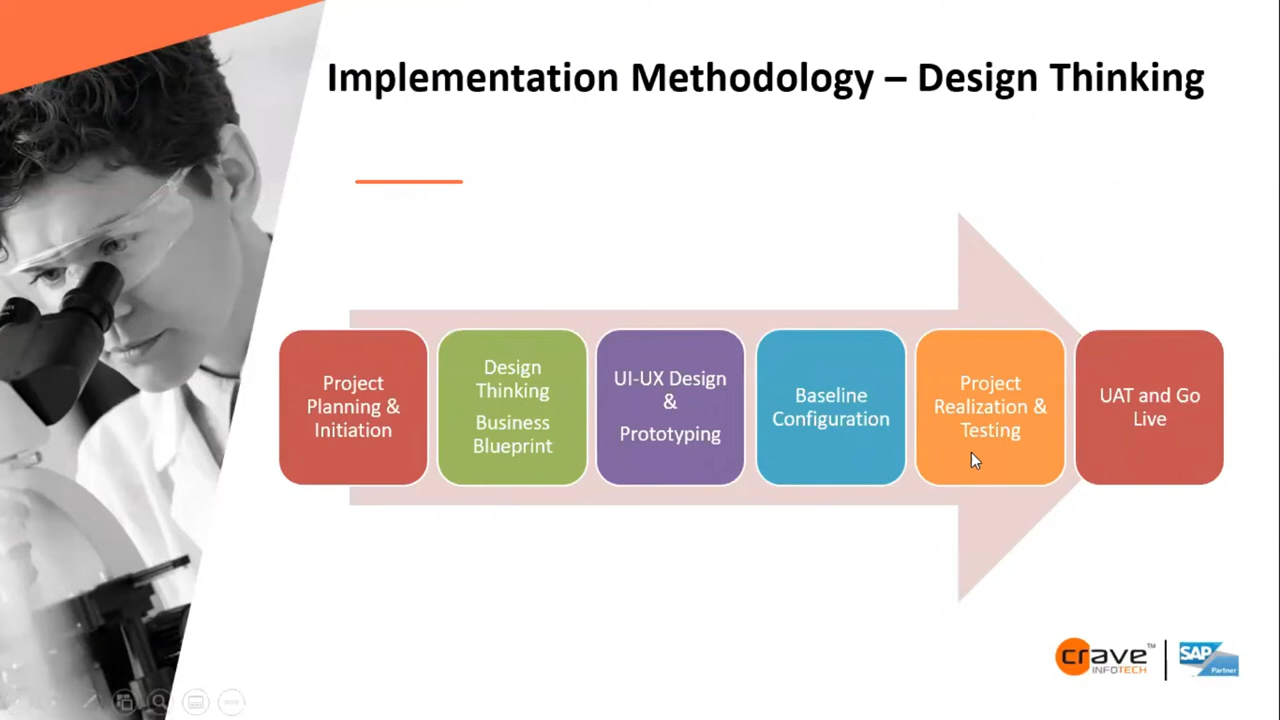 Implementation Methodology – Design Thinking
Project
Planning &
Initiation
Design
Thinking
Business
Blueprint
UI-UX Design
&
Prototyping
Baseline
Configuration
Project
Realization &
Testing
UAT and Go
Live
crave™
INFOTECH
SAP
Partner